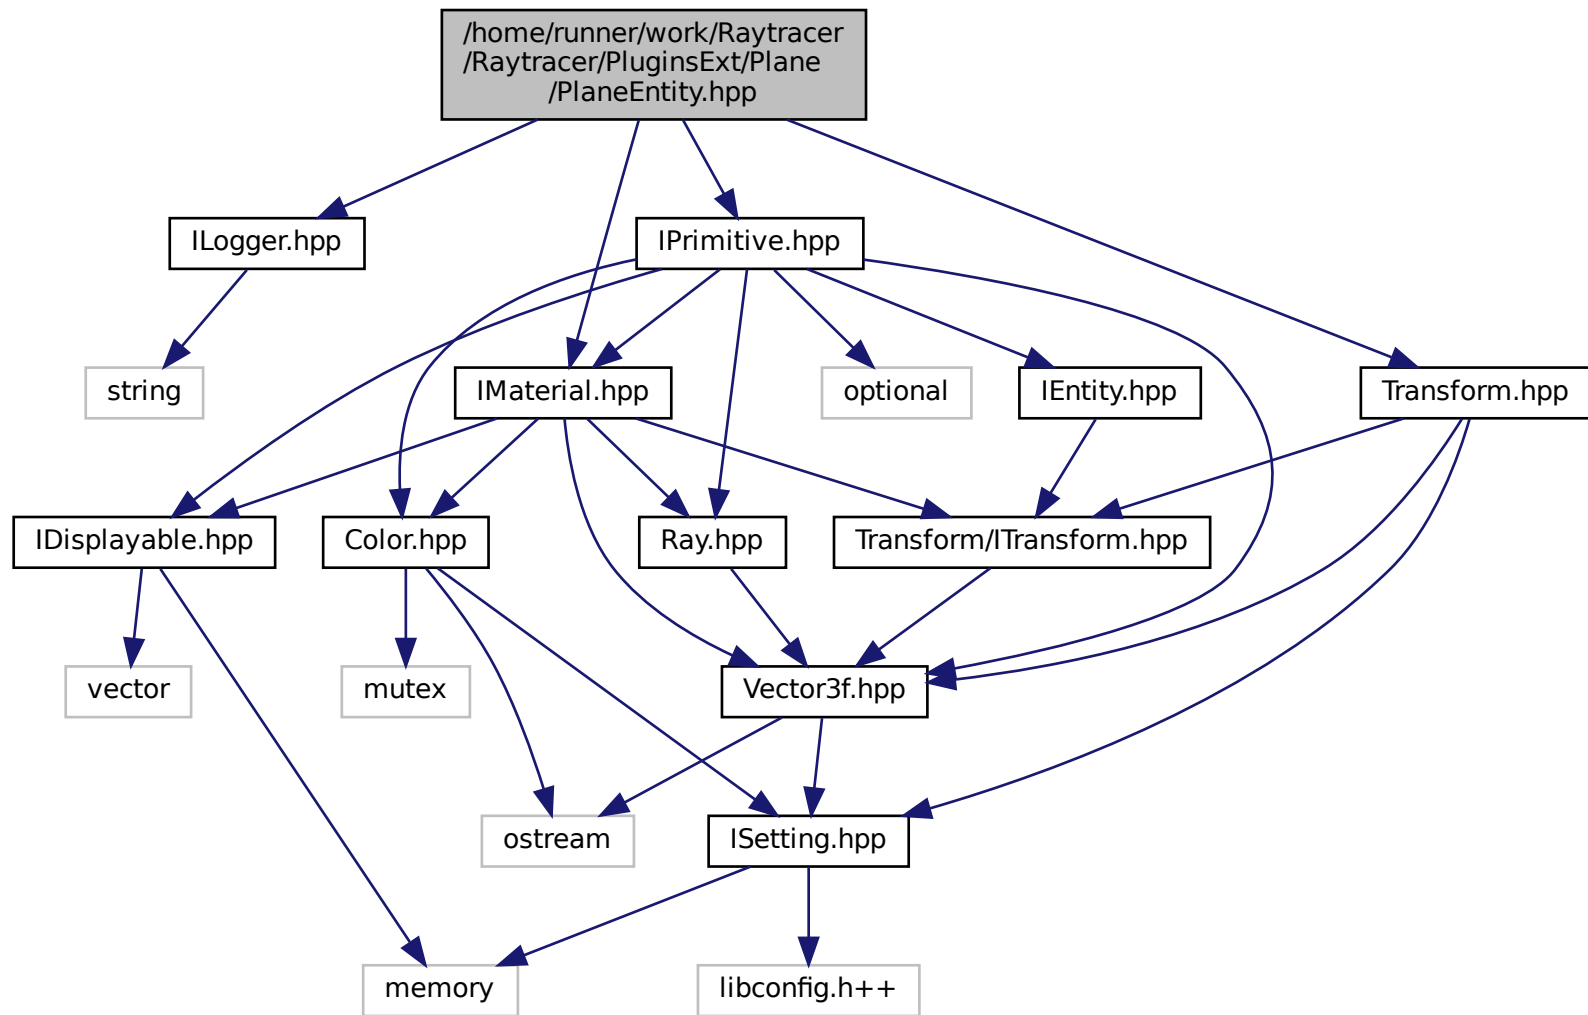 /home/runner/work/Raytracer
/Raytracer/PluginsExt/Plane
/PlaneEntity.hpp
ILogger.hpp
IPrimitive.hpp
string
IMaterial.hpp
optional
IEntity.hpp
Transform.hpp
IDisplayable.hpp
Color.hpp
Ray.hpp
Transform/ITransform.hpp
vector
mutex
Vector3f.hpp
ostream
ISetting.hpp
memory
libconfig.h++